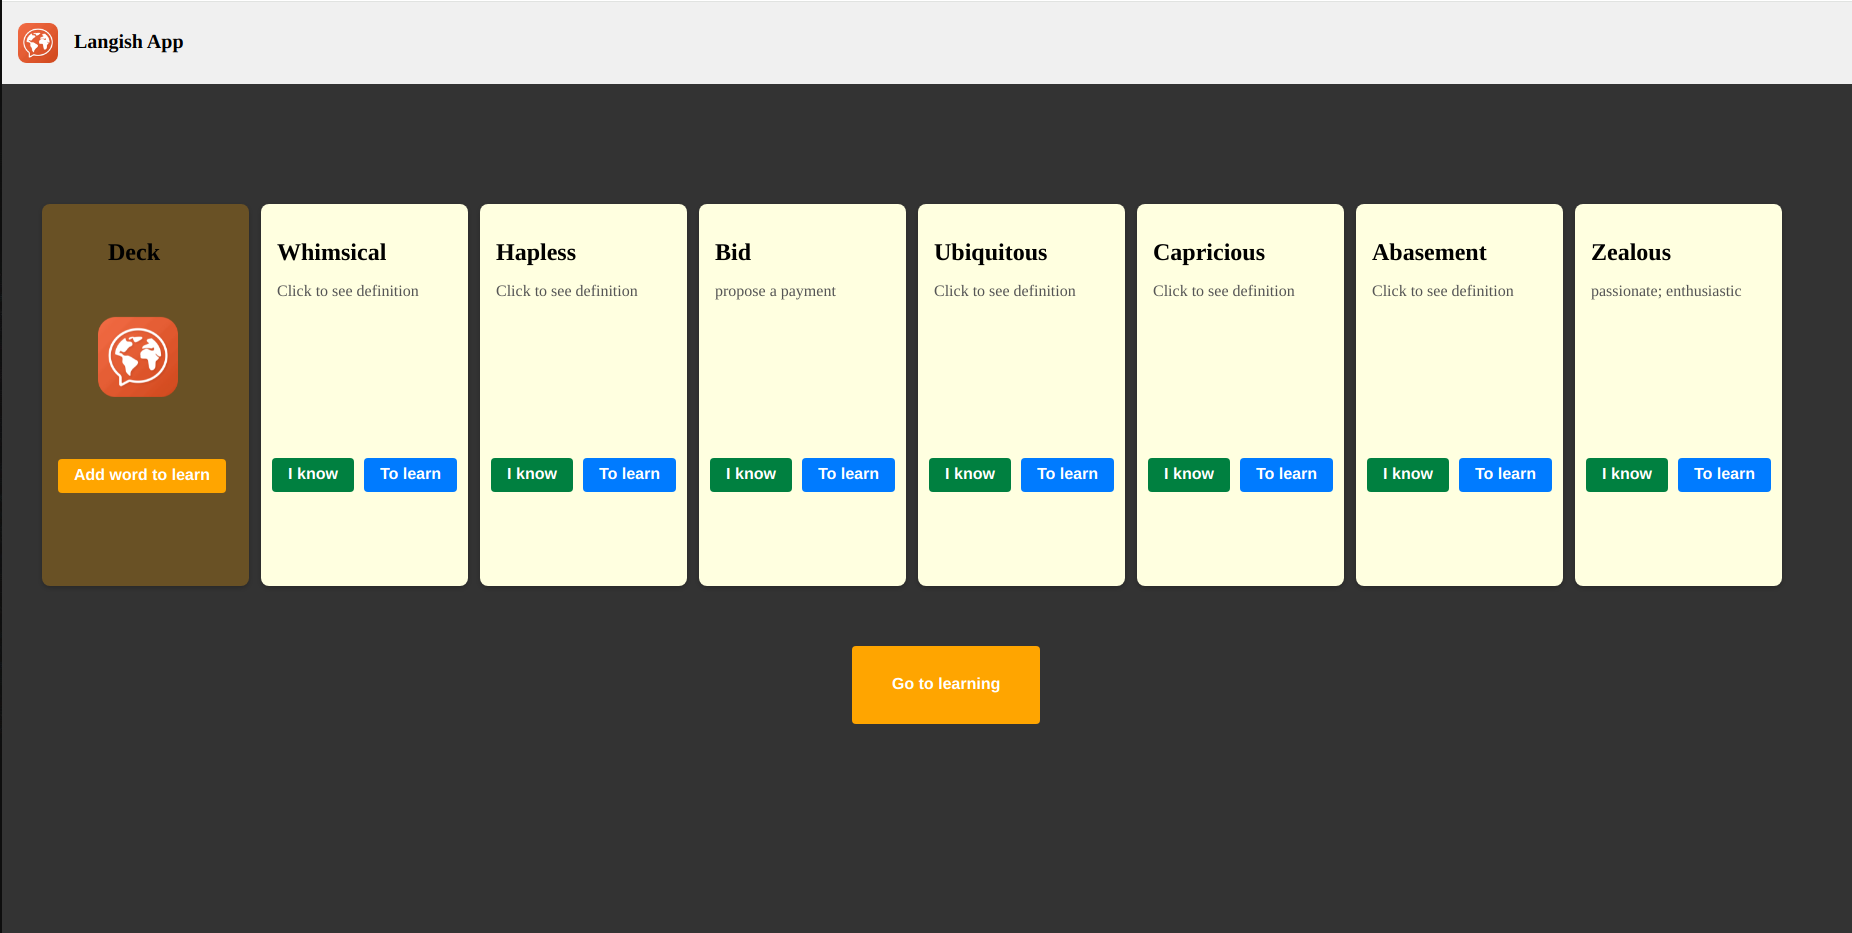 Langish App
Deck
Add word to learn
Whimsical
Click to see definition
I know
To learn
Hapless
Click to see definition
I know
To learn
Bid
propose a payment
I know
To learn
Ubiquitous
Click to see definition
I know
To learn
Capricious
Click to see definition
I know
To learn
Abasement
Click to see definition
I know
To learn
Zealous
passionate; enthusiastic
I know
To learn
Go to learning